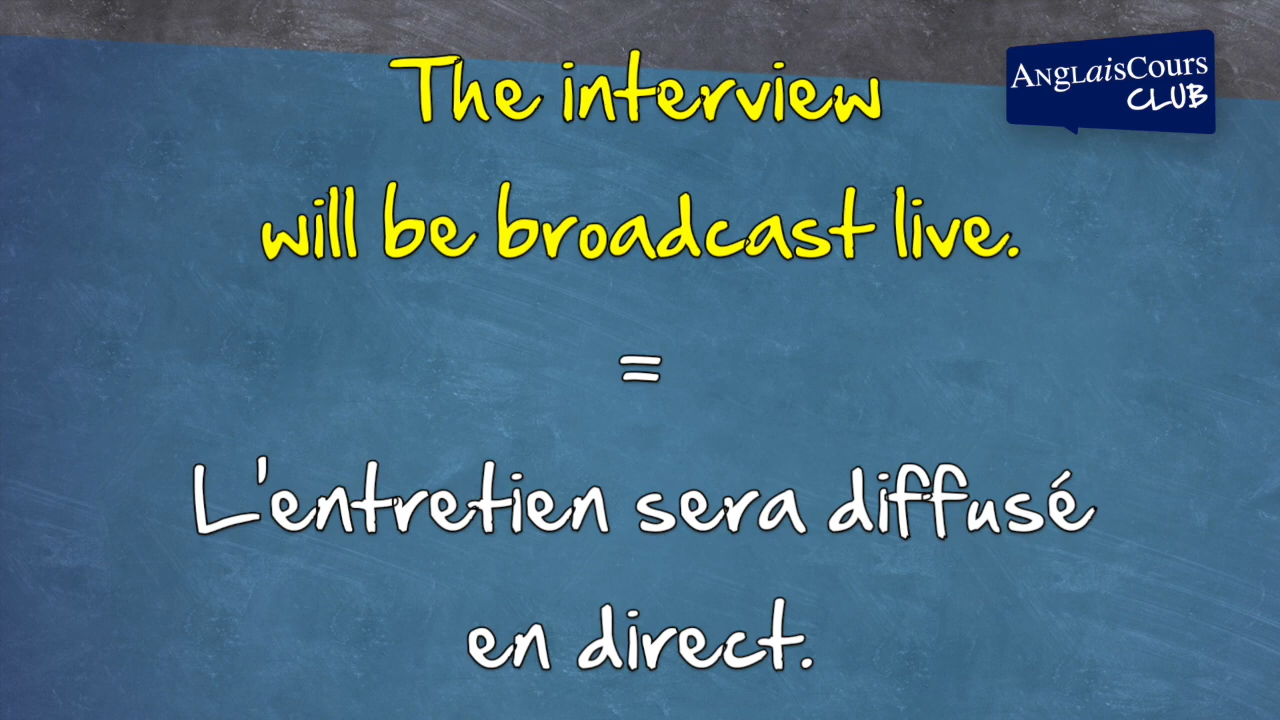 The interview
AnglaisCours
CLUB
will be broadcast live.
=
L'entretien sera diffusé
en direct.